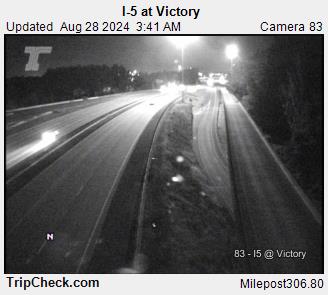 I-5 at Victory
Updated  Aug 28 2024  3:41 AM
Camera 83
TR
N
83 - I5 @ Victory
TripCheck.com
Milepost306.80